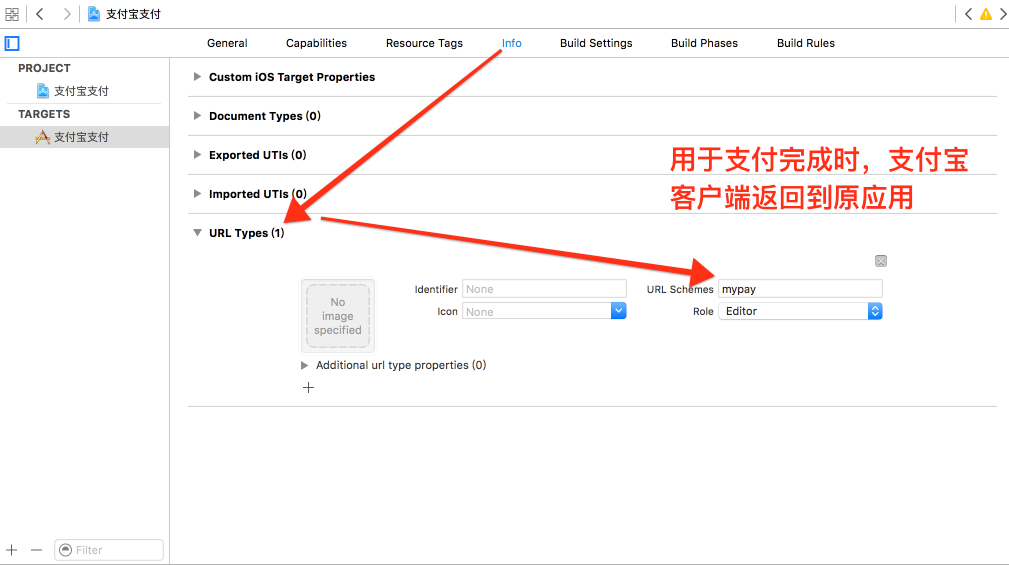 支付宝支付
General Capabilities Resource Tags Info Build Settings Build Phases Build Rules
PROJECT
支付宝支付
TARGETS
支付宝支付
Custom iOS Target Properties
Document Types (0)
Exported UTIs (0)
Imported UTIs (0)
用于支付完成时，支付宝
客户端返回到原应用
URL Types (1)
No
image
specified
Identifier None
Icon None
URL Schemes mypay
Role Editor
Additional url type properties (0)
Filter